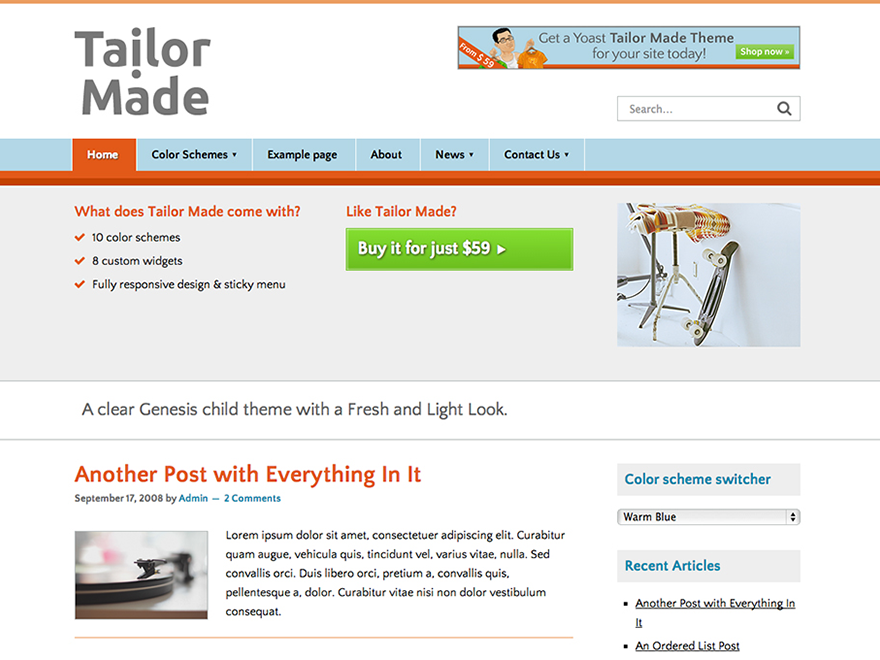 Tailor
Made
Get a Yoast Tailor Made Theme
for your site today!
From $ 59
Shop now »
Search...
Home
Color Schemes ▾
Example page
About
News ▾
Contact Us ▾
What does Tailor Made come with?
10 color schemes
8 custom widgets
Fully responsive design & sticky menu
Like Tailor Made?
Buy it for just $59 ►
A clear Genesis child theme with a Fresh and Light Look.
Another Post with Everything In It
September 17, 2008 by Admin — 2 Comments
Lorem ipsum dolor sit amet, consectetuer adipiscing elit. Curabitur
quam augue, vehicula quis, tincidunt vel, varius vitae, nulla. Sed
convallis orci. Duis libero orci, pretium a, convallis quis,
pellentesque a, dolor. Curabitur vitae nisi non dolor vestibulum
consequat.
Color scheme switcher
Warm Blue
Recent Articles
Another Post with Everything In
It
An Ordered List Post